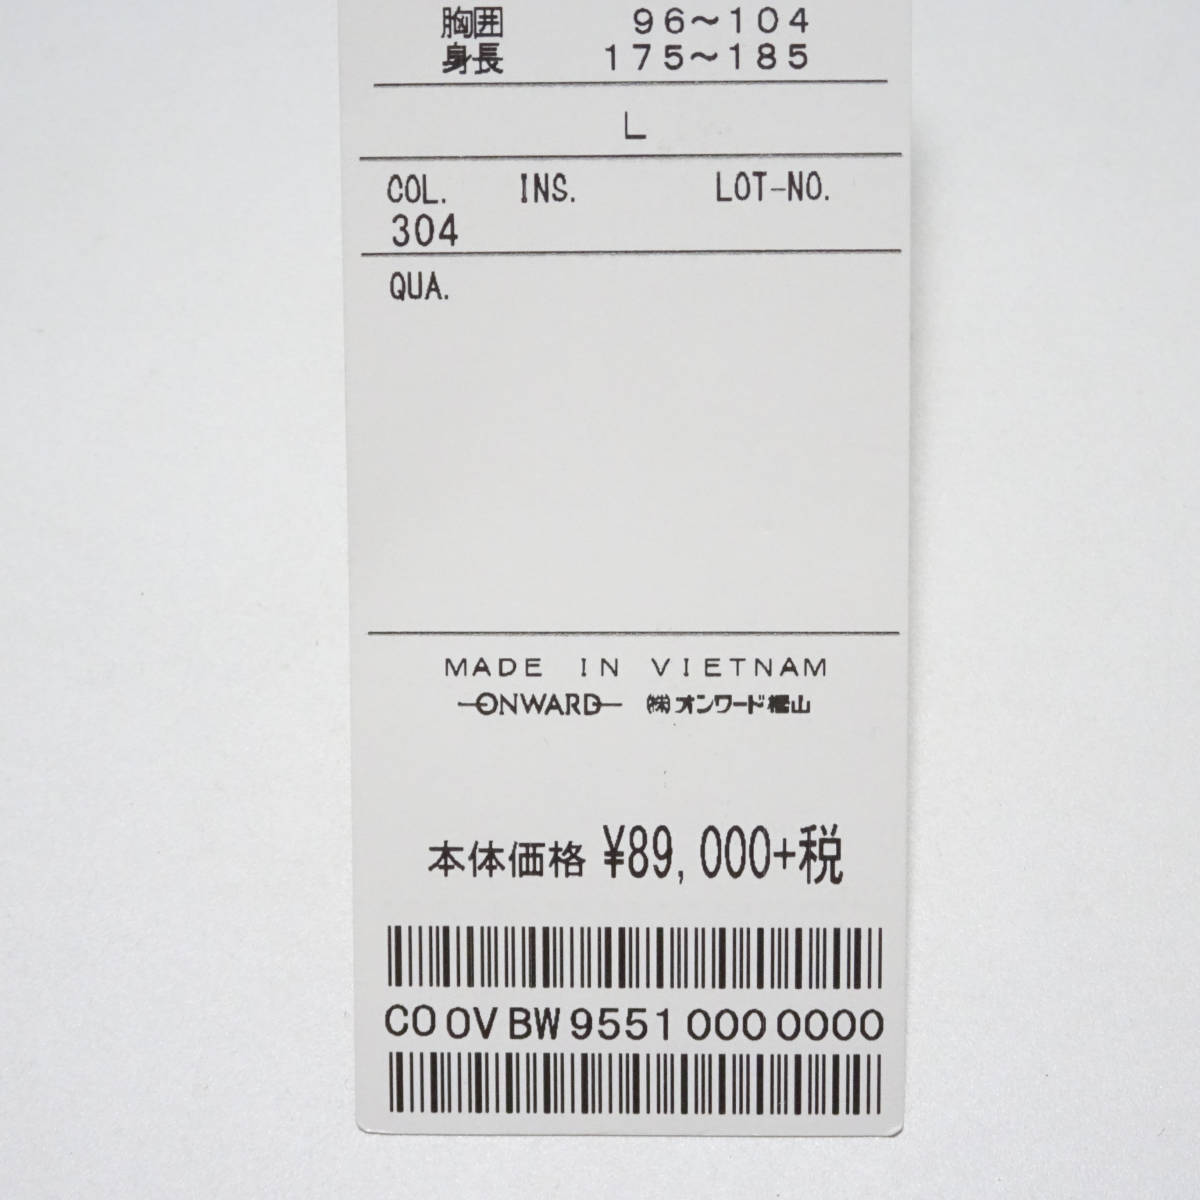 胸囲 96～104
身長 175～185
L
COL. INS. LOT-NO.
304
QUA.
MADE IN VIETNAM
ONWARD ㈱オンワード樫山
本体価格 ¥89,000+税
CO OV BW 9551 000 0000